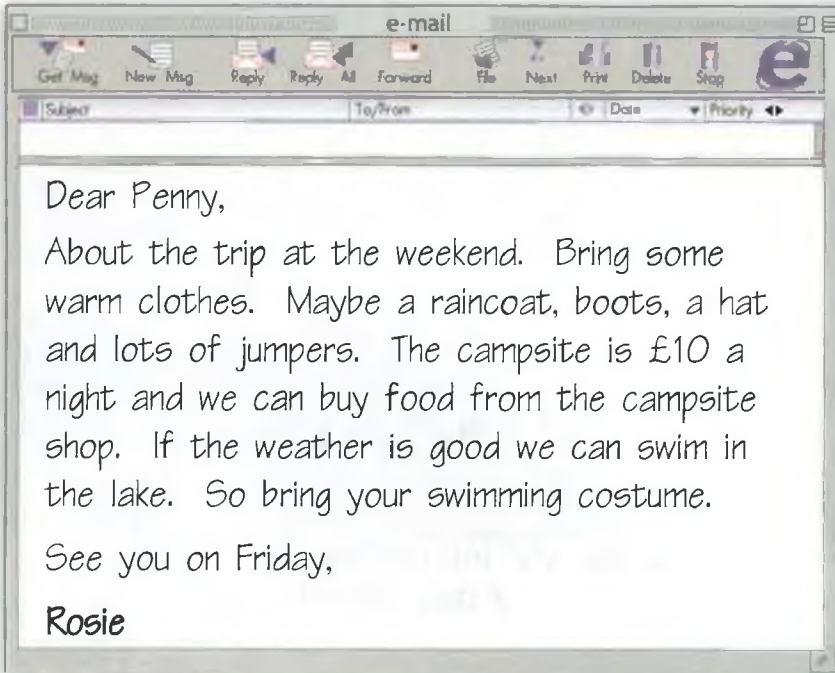 e-mail
Get Msg New Msg Reply Reply All Forward File Next Print Delete Stop
Subject To/From Date Priority
Dear Penny,
About the trip at the weekend. Bring some
warm clothes. Maybe a raincoat, boots, a hat
and lots of jumpers. The campsite is £10 a
night and we can buy food from the campsite
shop. If the weather is good we can swim in
the lake. So bring your swimming costume.
See you on Friday,
Rosie